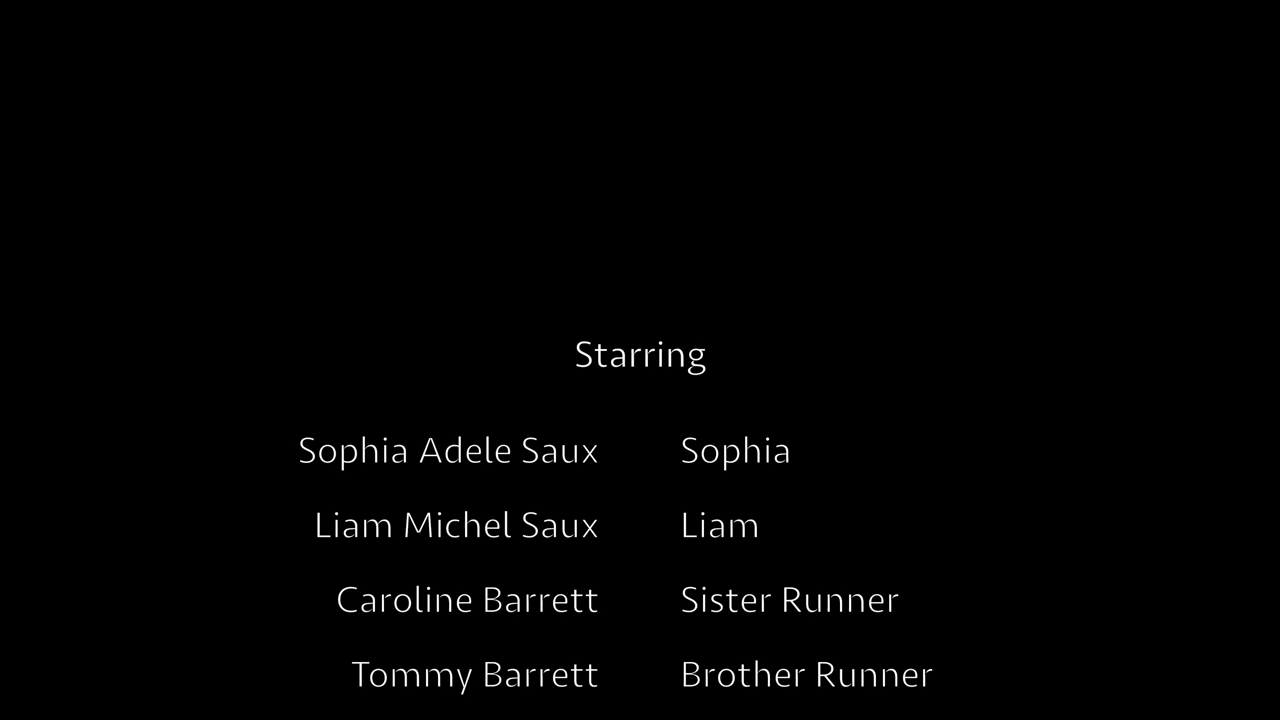 Starring
Sophia Adele Saux Sophia
Liam Michel Saux Liam
Caroline Barrett Sister Runner
Tommy Barrett Brother Runner